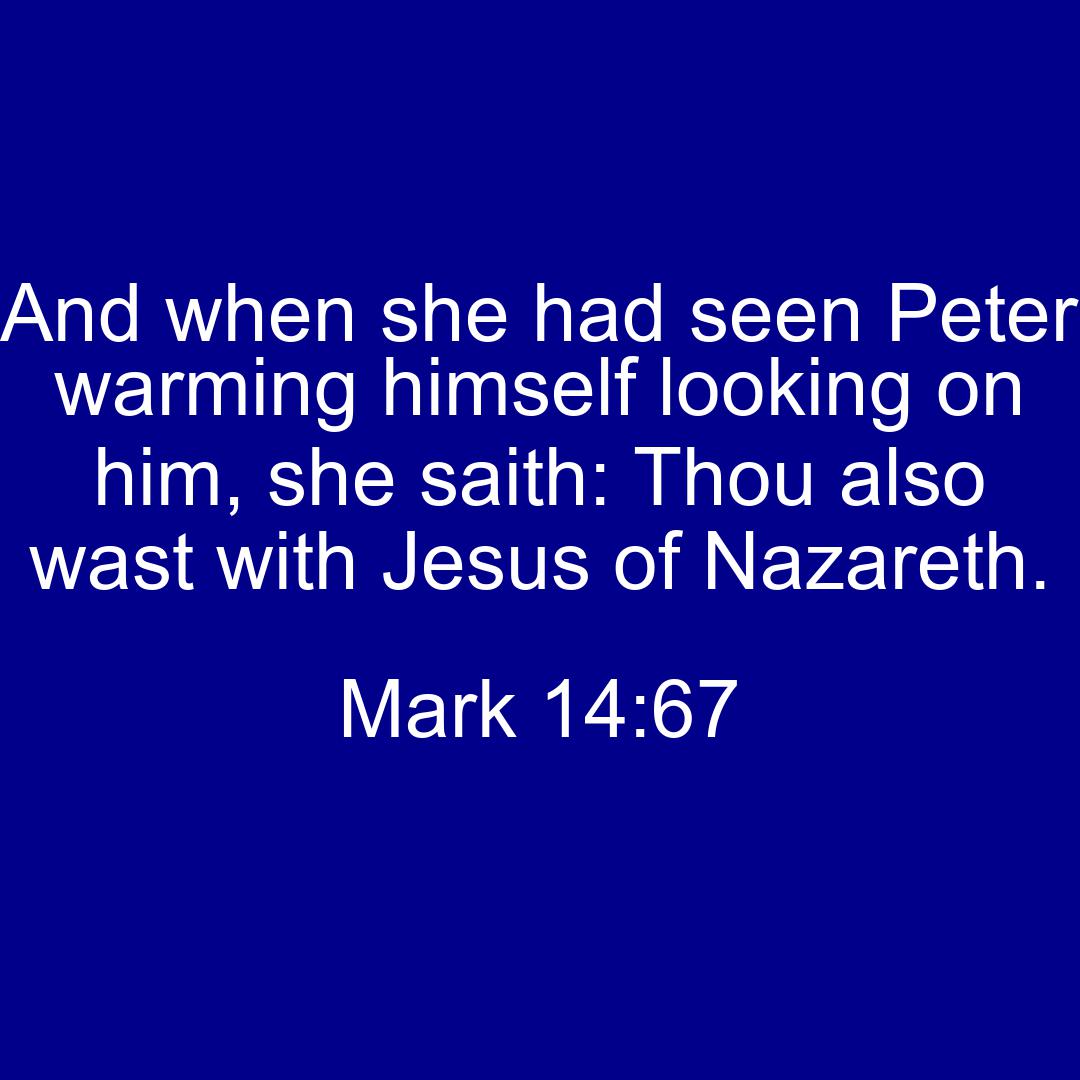 And when she had seen Peter
warming himself looking on
him, she saith: Thou also
wast with Jesus of Nazareth.
Mark 14:67